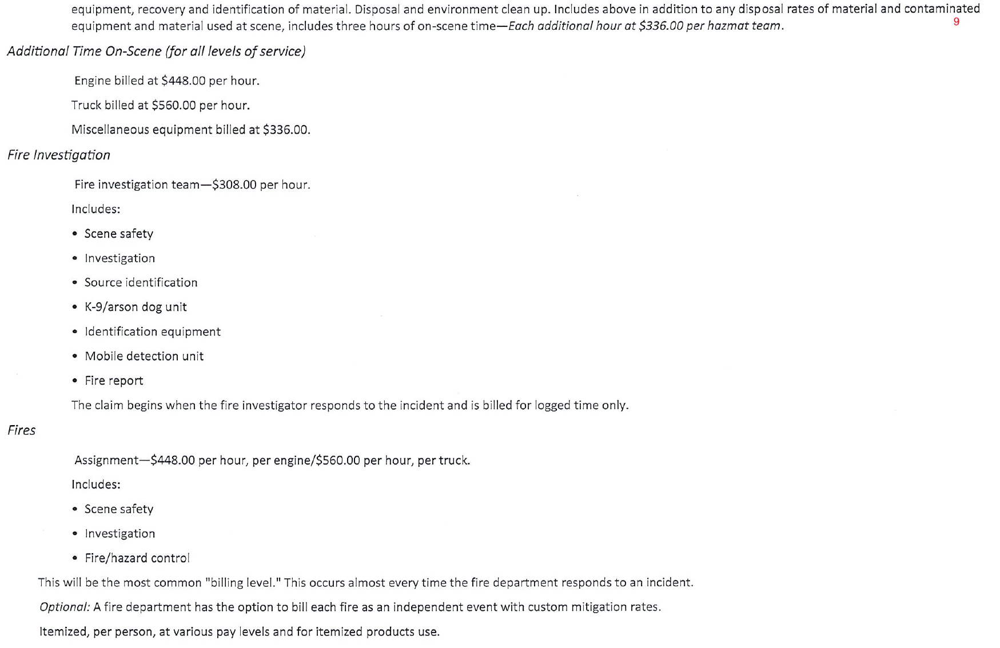 equipment, recovery and identification of material. Disposal and environment clean up. Includes above in addition to any disposal rates of material and contaminated
equipment and material used at scene, includes three hours of on-scene time—Each additional hour at $336.00 per hazmat team.
9
Additional Time On-Scene (for all levels of service)
Engine billed at $448.00 per hour.
Truck billed at $560.00 per hour.
Miscellaneous equipment billed at $336.00.
Fire Investigation
Fire investigation team—$308.00 per hour.
Includes:
• Scene safety
• Investigation
• Source identification
• K-9/arson dog unit
• Identification equipment
• Mobile detection unit
• Fire report
The claim begins when the fire investigator responds to the incident and is billed for logged time only.
Fires
Assignment—$448.00 per hour, per engine/$560.00 per hour, per truck.
Includes:
• Scene safety
• Investigation
• Fire/hazard control
This will be the most common "billing level." This occurs almost every time the fire department responds to an incident.
Optional: A fire department has the option to bill each fire as an independent event with custom mitigation rates.
Itemized, per person, at various pay levels and for itemized products use.